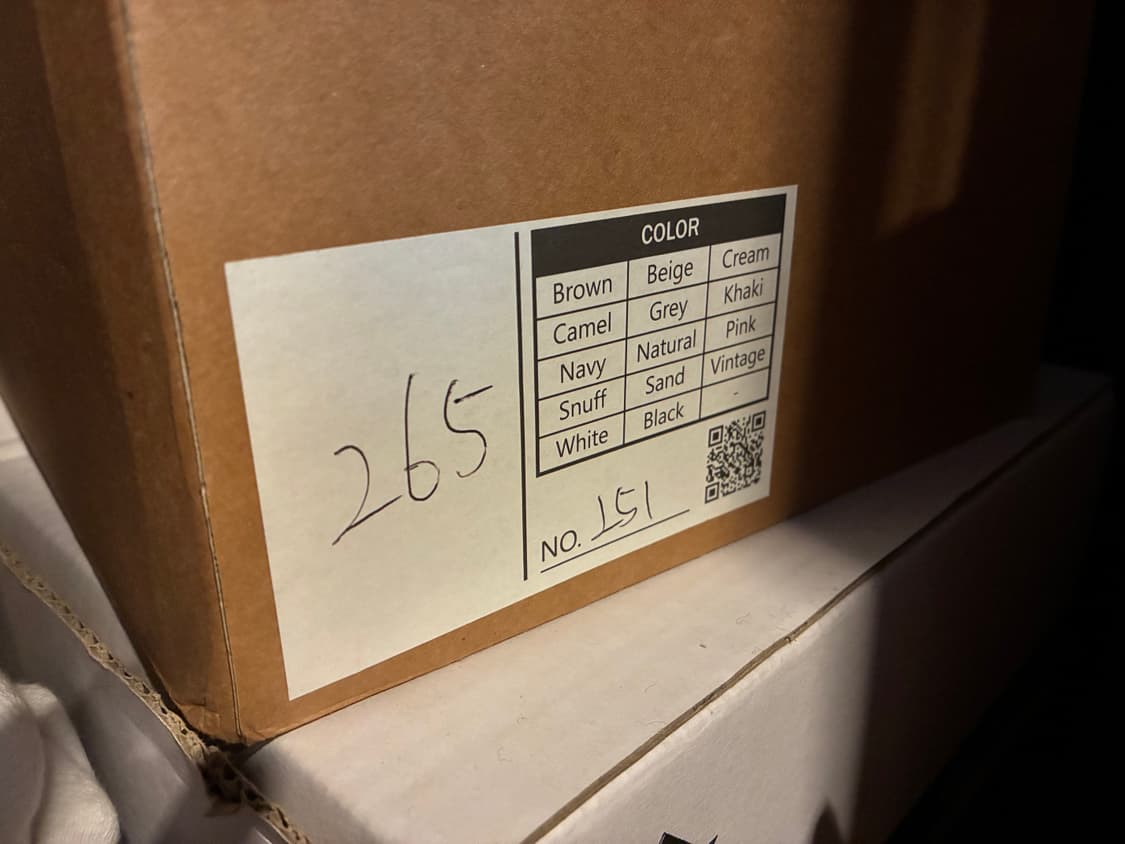 265
COLOR
Brown Beige Cream
Camel Grey Khaki
Navy Natural Pink
Snuff Sand Vintage
White Black -
NO. 151